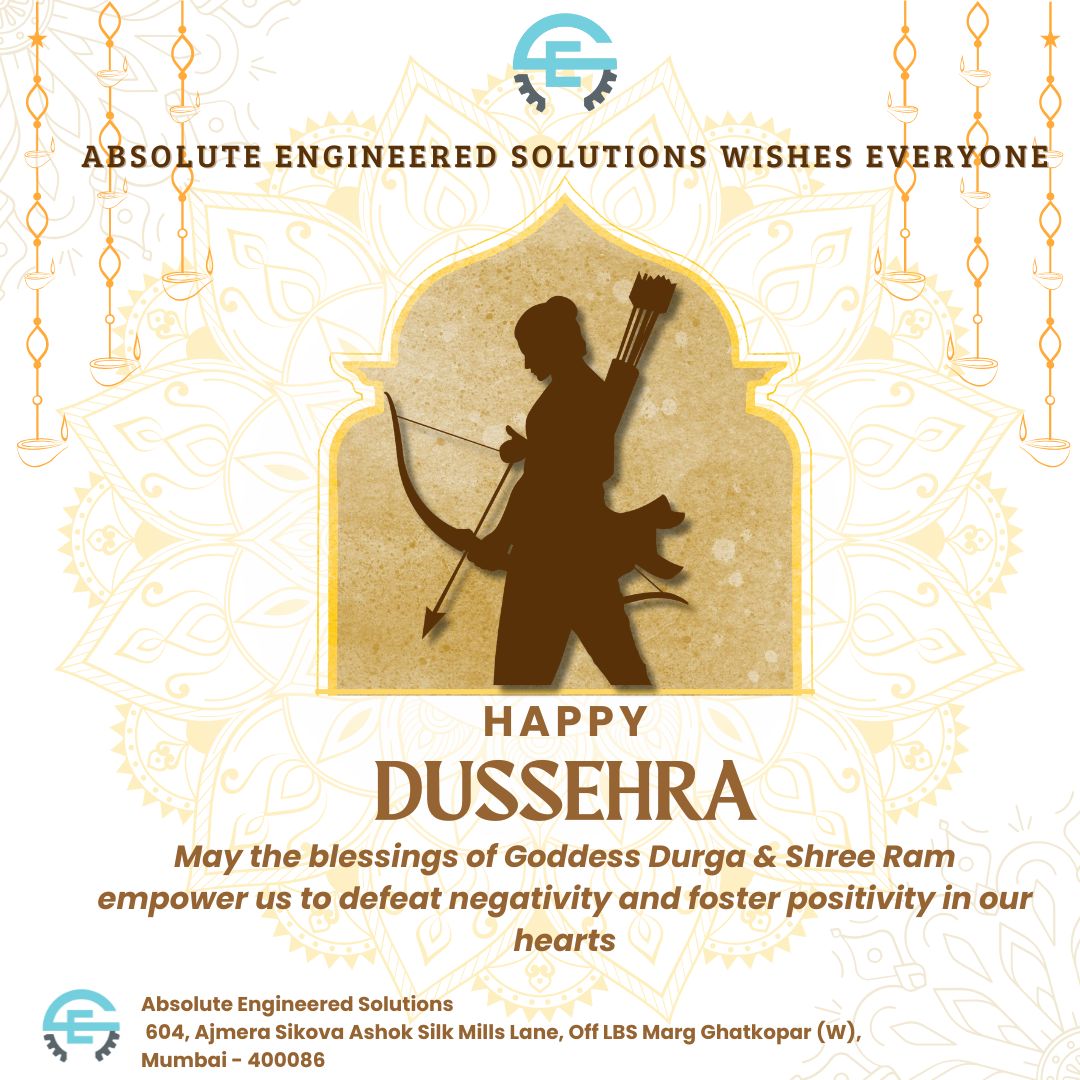 ABSOLUTE ENGINEERED SOLUTIONS WISHES EVERYONE
HAPPY
DUSSEHRA
May the blessings of Goddess Durga & Shree Ram
empower us to defeat negativity and foster positivity in our
hearts
Absolute Engineered Solutions
604, Ajmera Sikova Ashok Silk Mills Lane, Off LBS Marg Ghatkopar (W),
Mumbai - 400086